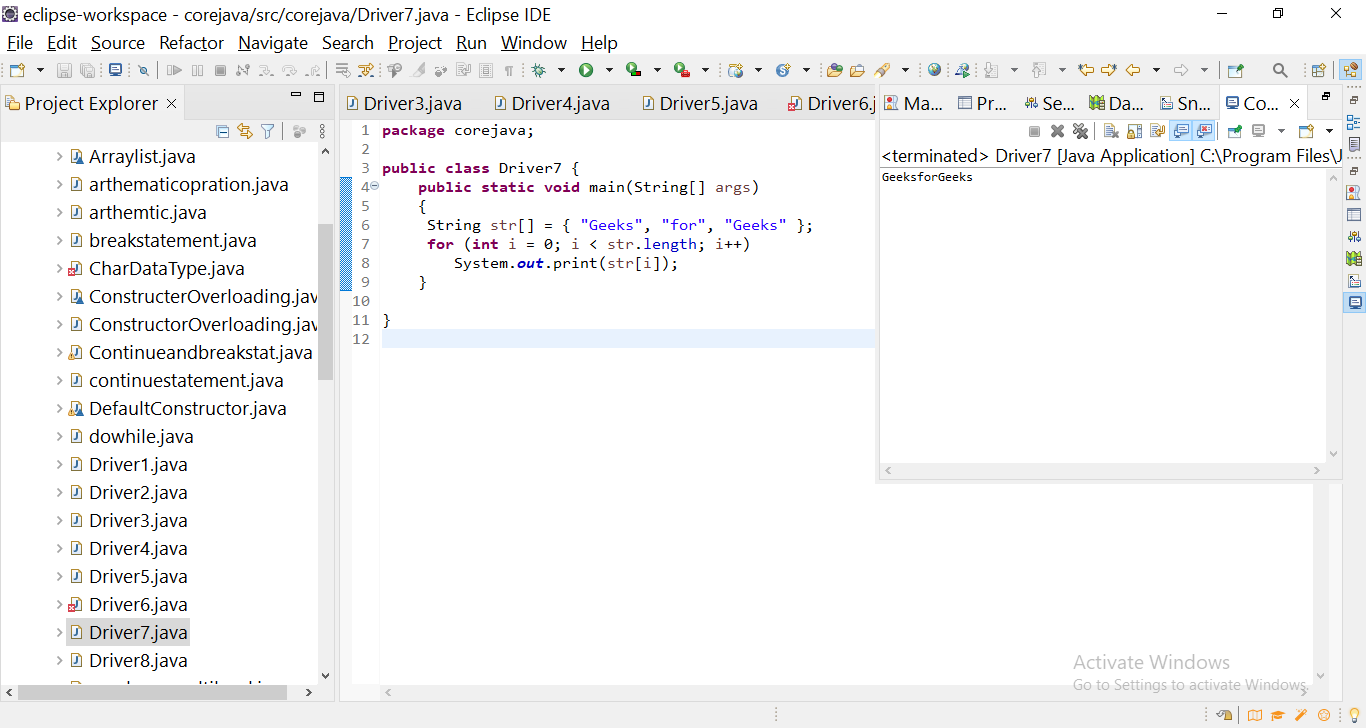 eclipse-workspace - corejava/src/corejava/Driver7.java - Eclipse IDE
File Edit Source Refactor Navigate Search Project Run Window Help
Project Explorer
Arraylist.java
arthematicopration.java
arthemtic.java
breakstatement.java
CharDataType.java
ConstructerOverloading.jav
ConstructorOverloading.jav
Continueandbreakstat.java
continuestatement.java
DefaultConstructor.java
dowhile.java
Driver1.java
Driver2.java
Driver3.java
Driver4.java
Driver5.java
Driver6.java
Driver7.java
Driver8.java
Driver3.java Driver4.java Driver5.java Driver6.j
1 package corejava;
2
3 public class Driver7 {
4 public static void main(String[] args)
5 {
6 String str[] = { "Geeks", "for", "Geeks" };
7 for (int i = 0; i < str.length; i++)
8 System.out.print(str[i]);
9 }
10
11 }
12
Ma... Pr... Se... Da... Sn... Co...
<terminated> Driver7 [Java Application] C:\Program Files\J
GeeksforGeeks
Activate Windows
Go to Settings to activate Windows.